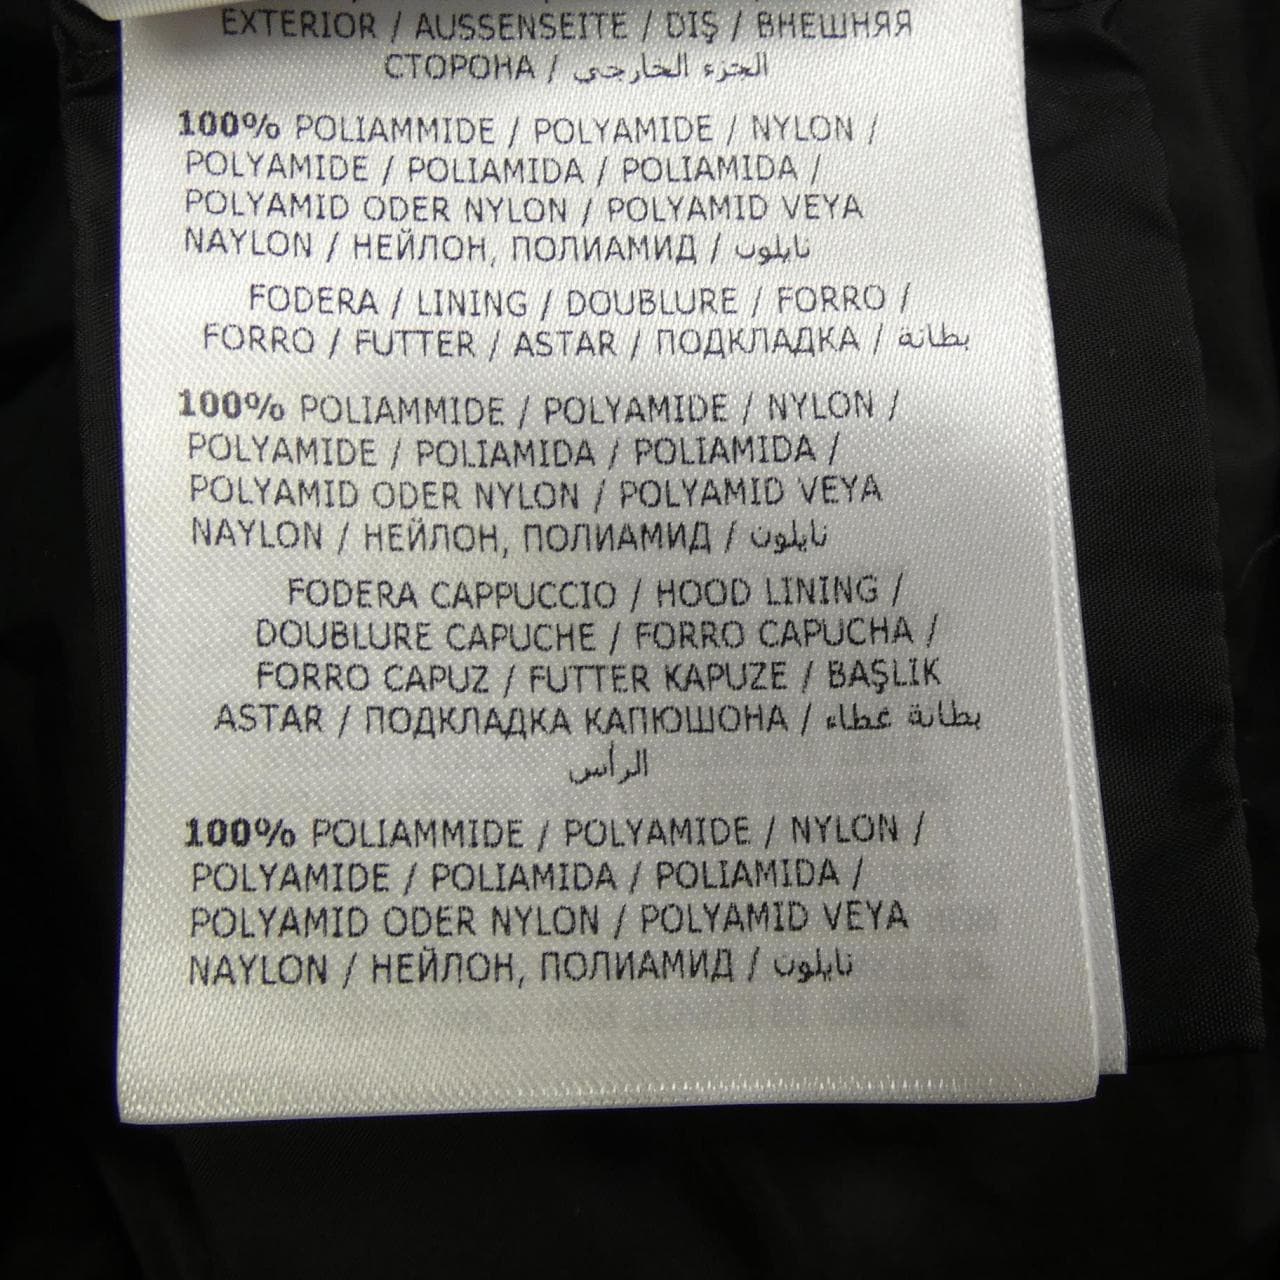 EXTERIOR / AUSSENSEITE / DIŞ / ВНЕШНЯЯ
СТОРОНА / الجزء الخارجي
100% POLIAMMIDE / POLYAMIDE / NYLON /
POLYAMIDE / POLIAMIDA / POLIAMIDA /
POLYAMID ODER NYLON / POLYAMID VEYA
NAYLON / НЕЙЛОН, ПОЛИАМИД / نايلون
FODERA / LINING / DOUBLURE / FORRO /
FORRO / FUTTER / ASTAR / ПОДКЛАДКА / بطانة
100% POLIAMMIDE / POLYAMIDE / NYLON /
POLYAMIDE / POLIAMIDA / POLIAMIDA /
POLYAMID ODER NYLON / POLYAMID VEYA
NAYLON / НЕЙЛОН, ПОЛИАМИД / نايلون
FODERA CAPPUCCIO / HOOD LINING /
DOUBLURE CAPUCHE / FORRO CAPUCHA /
FORRO CAPUZ / FUTTER KAPUZE / BAŞLIK
ASTAR / ПОДКЛАДКА КАПЮШОНА / بطانة غطاء
الرأس
100% POLIAMMIDE / POLYAMIDE / NYLON /
POLYAMIDE / POLIAMIDA / POLIAMIDA /
POLYAMID ODER NYLON / POLYAMID VEYA
NAYLON / НЕЙЛОН, ПОЛИАМИД / نايلون